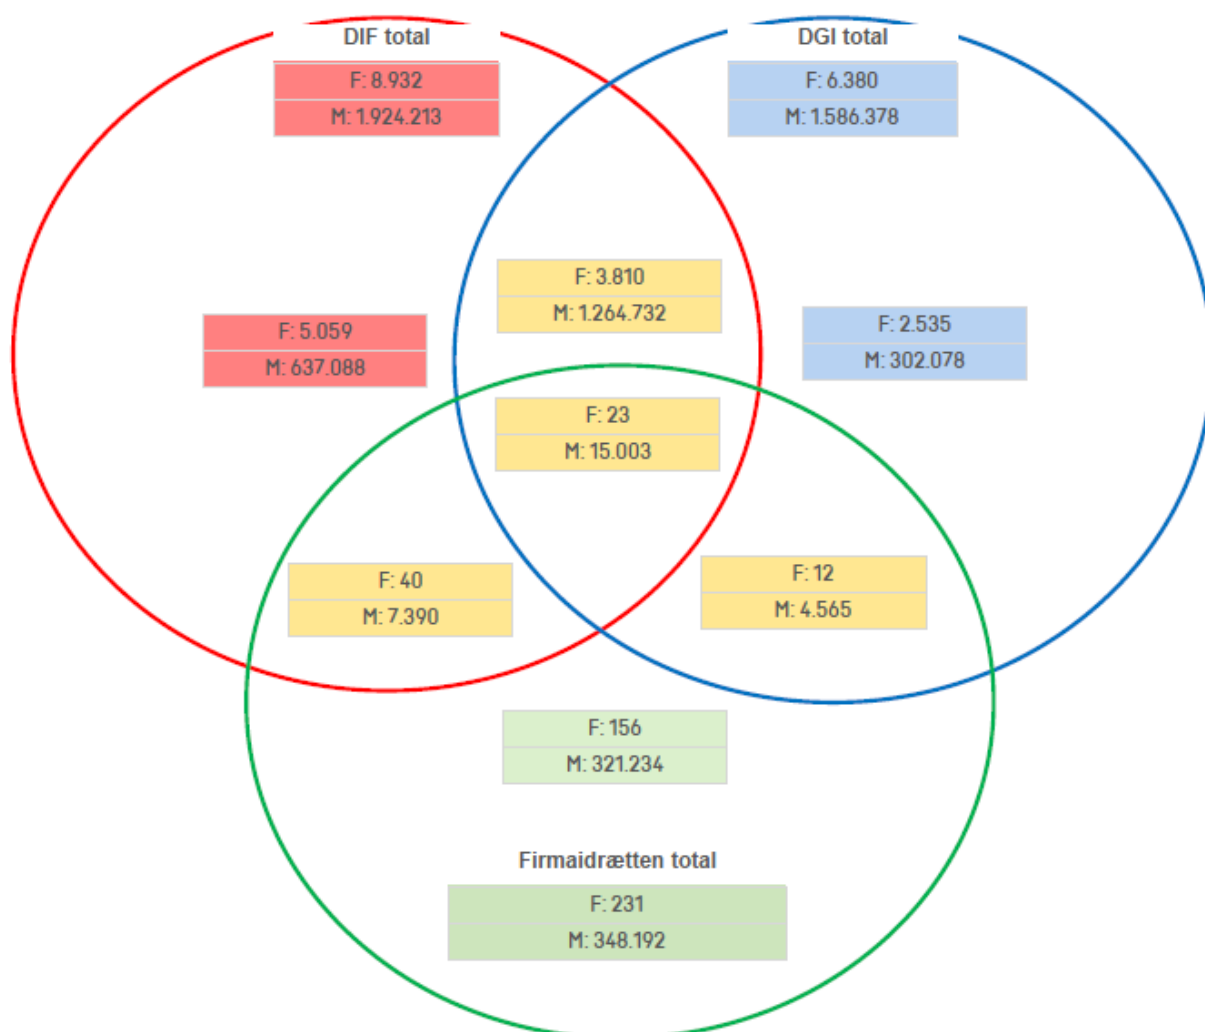 DIF total
F: 8.932
M: 1.924.213
DGI total
F: 6.380
M: 1.586.378
F: 3.810
M: 1.264.732
F: 5.059
M: 637.088
F: 2.535
M: 302.078
F: 23
M: 15.003
F: 40
M: 7.390
F: 12
M: 4.565
F: 156
M: 321.234
Firmaidrætten total
F: 231
M: 348.192